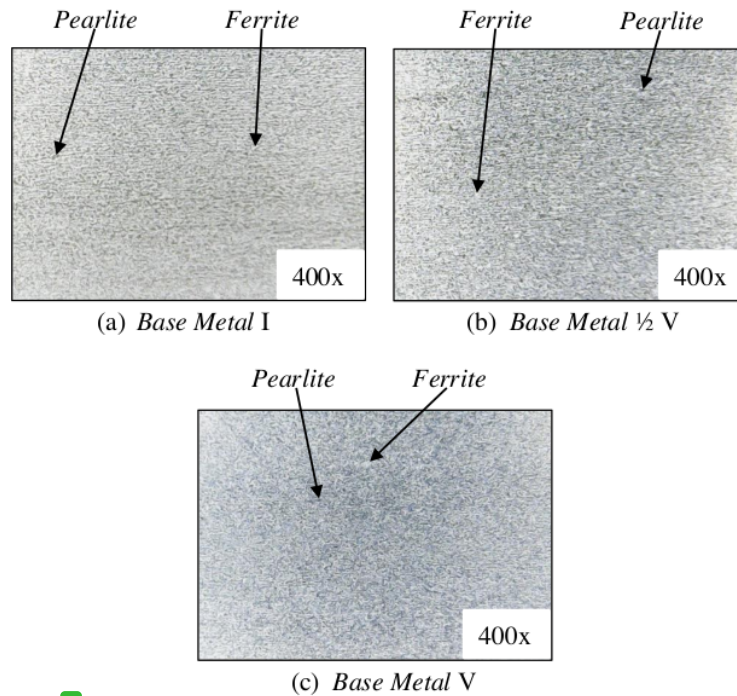 Pearlite Ferrite
400x
(a) Base Metal I
Ferrite Pearlite
400x
(b) Base Metal ½ V
Pearlite Ferrite
400x
(c) Base Metal V